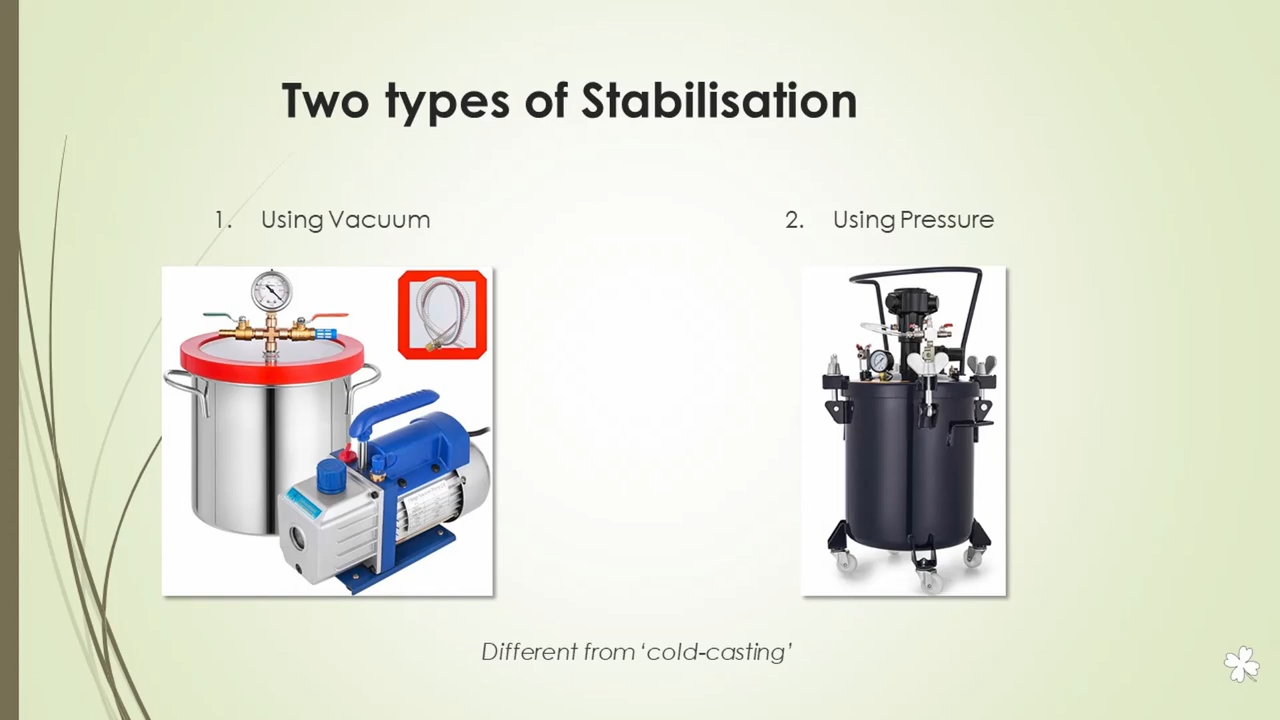 Two types of Stabilisation
1. Using Vacuum
2. Using Pressure
Different from ‘cold-casting’